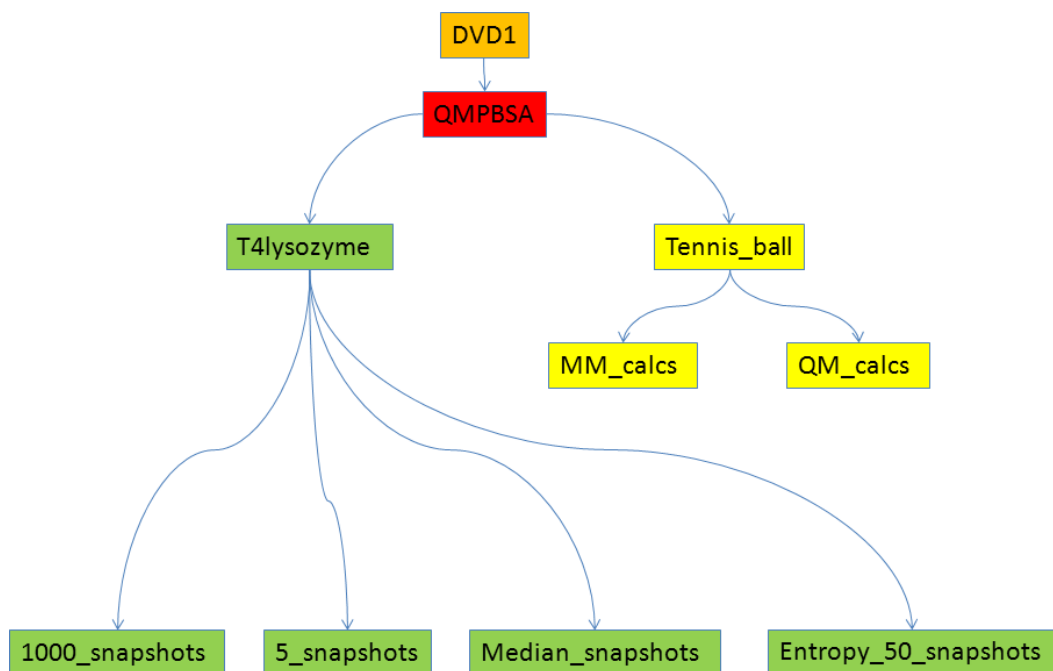 DVD1
QMPBSA
T4lysozyme
Tennis_ball
MM_calcs
QM_calcs
1000_snapshots
5_snapshots
Median_snapshots
Entropy_50_snapshots